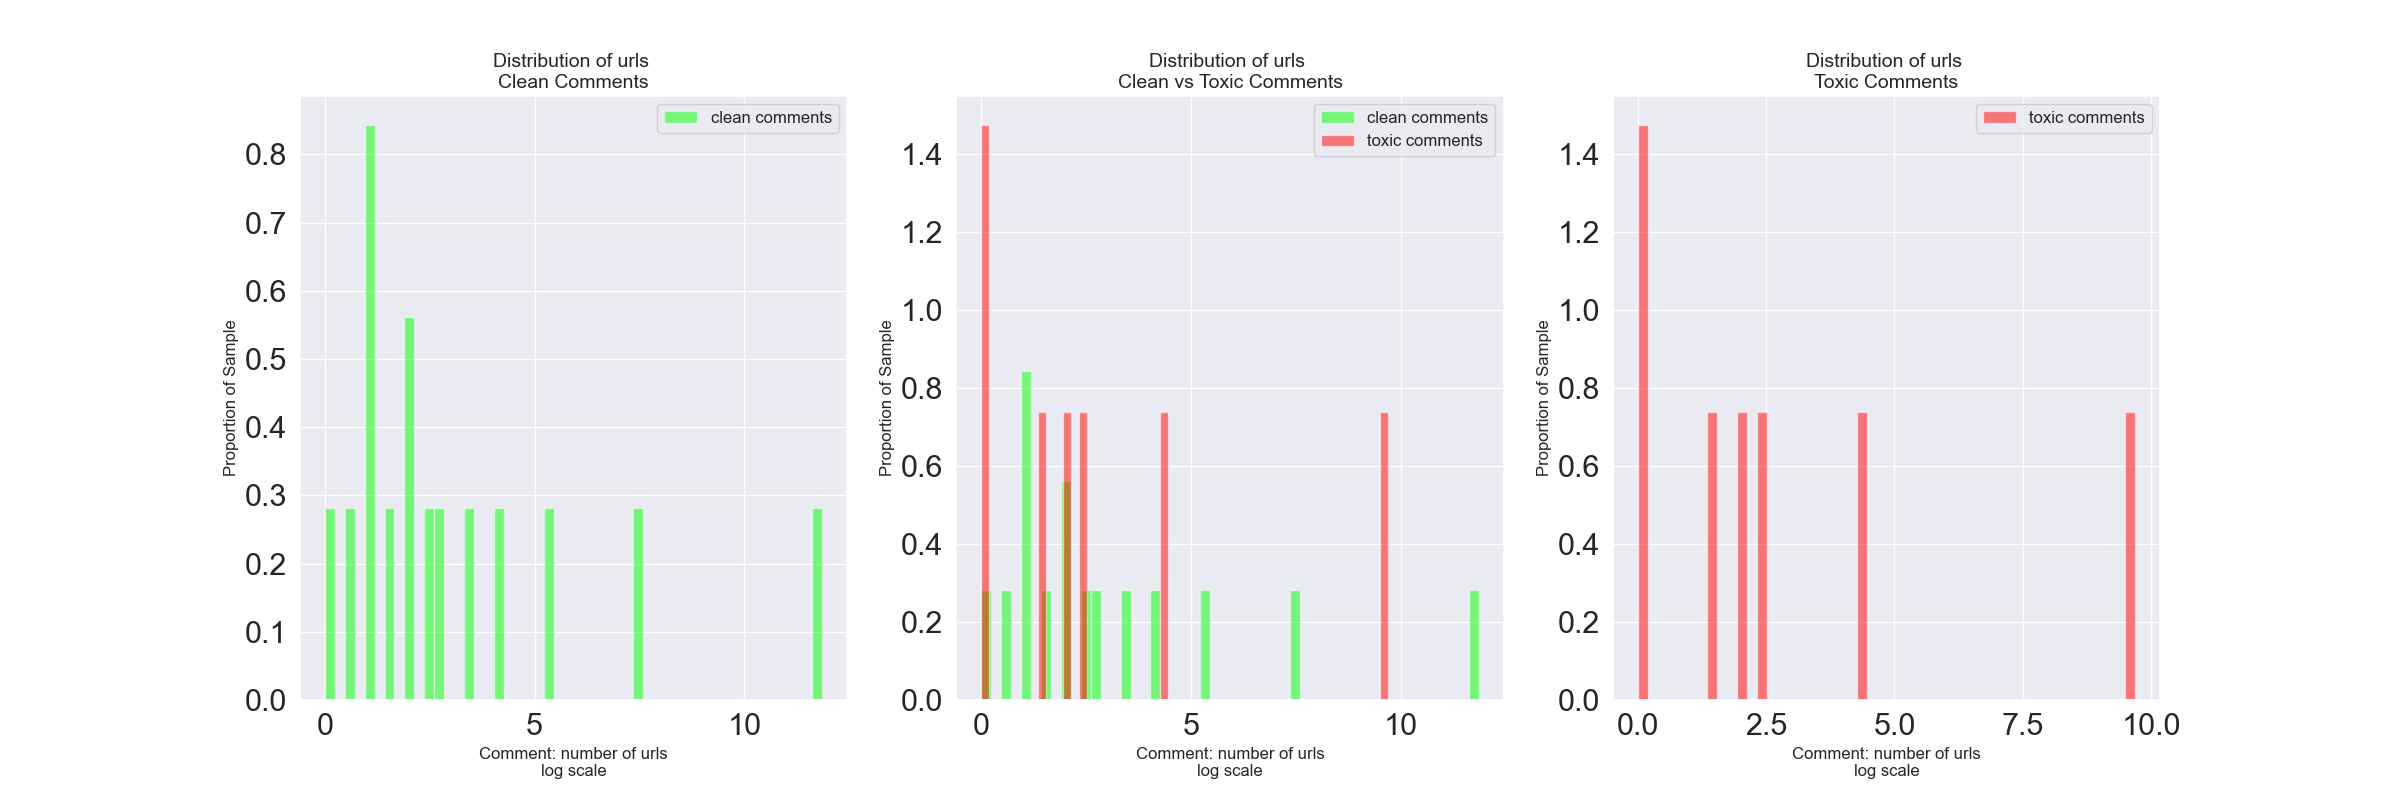 Distribution of urls
Clean Comments
clean comments
0.8
0.7
0.6
0.5
0.4
0.3
0.2
0.1
0.0
Proportion of Sample
0
5
10
Comment: number of urls
log scale
Distribution of urls
Clean vs Toxic Comments
clean comments
toxic comments
1.4
1.2
1.0
0.8
0.6
0.4
0.2
0.0
Proportion of Sample
0
5
10
Comment: number of urls
log scale
Distribution of urls
Toxic Comments
toxic comments
1.4
1.2
1.0
0.8
0.6
0.4
0.2
0.0
Proportion of Sample
0.0
2.5
5.0
7.5
10.0
Comment: number of urls
log scale